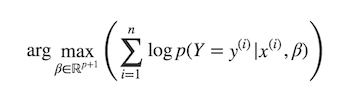 arg max_{β∈ℝ^{p+1}} ( ∑_{i=1}^{n} log p(Y = y^{(i)} | x^{(i)}, β) )